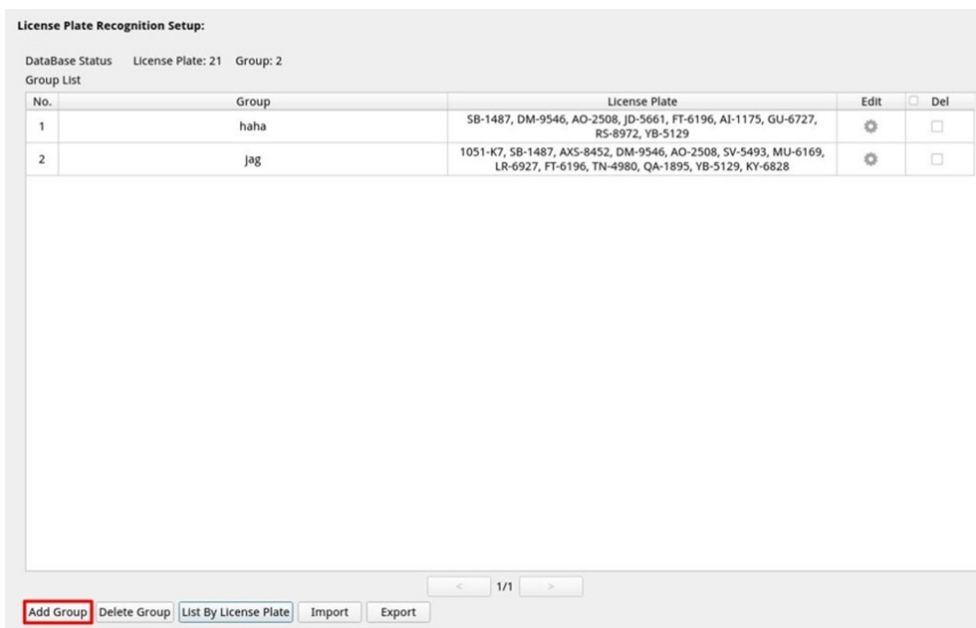 License Plate Recognition Setup:
DataBase Status License Plate: 21 Group: 2
Group List
No. Group License Plate Edit Del
1 haha SB-1487, DM-9546, AO-2508, JD-5661, FT-6196, AI-1175, GU-6727,
RS-8972, YB-5129
2 jag 1051-K7, SB-1487, AXS-8452, DM-9546, AO-2508, SV-5493, MU-6169,
LR-6927, FT-6196, TN-4980, QA-1895, YB-5129, KY-6828
< 1/1 >
Add Group Delete Group List By License Plate Import Export